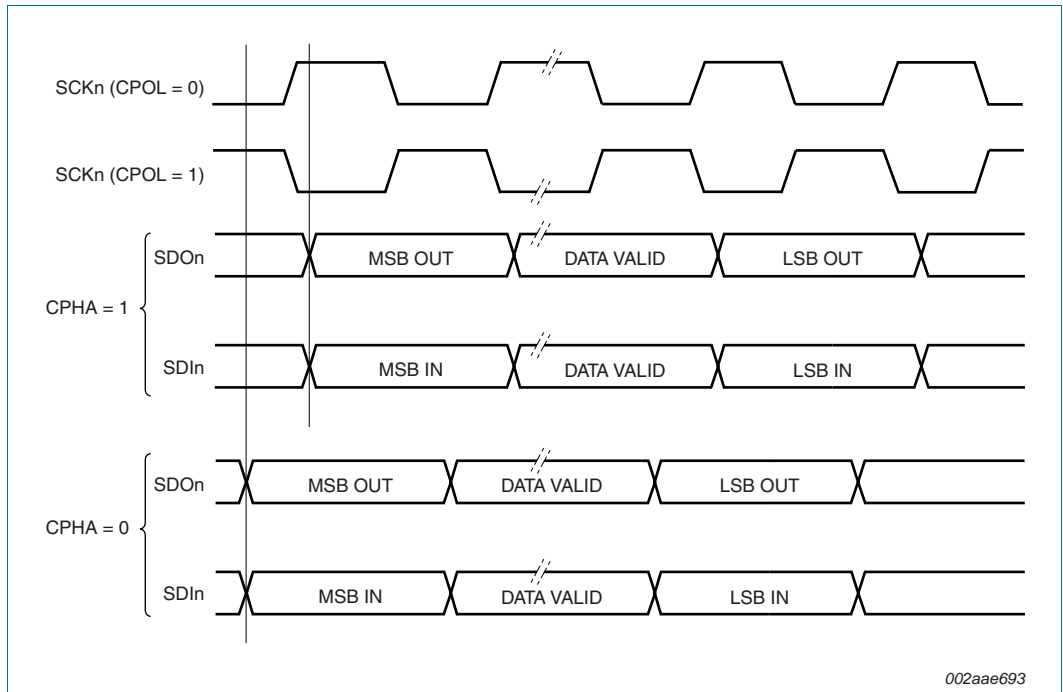 SCKn (CPOL = 0)
SCKn (CPOL = 1)
CPHA = 1
SDOn
MSB OUT
DATA VALID
LSB OUT
SDIn
MSB IN
DATA VALID
LSB IN
CPHA = 0
SDOn
MSB OUT
DATA VALID
LSB OUT
SDIn
MSB IN
DATA VALID
LSB IN
002aae693